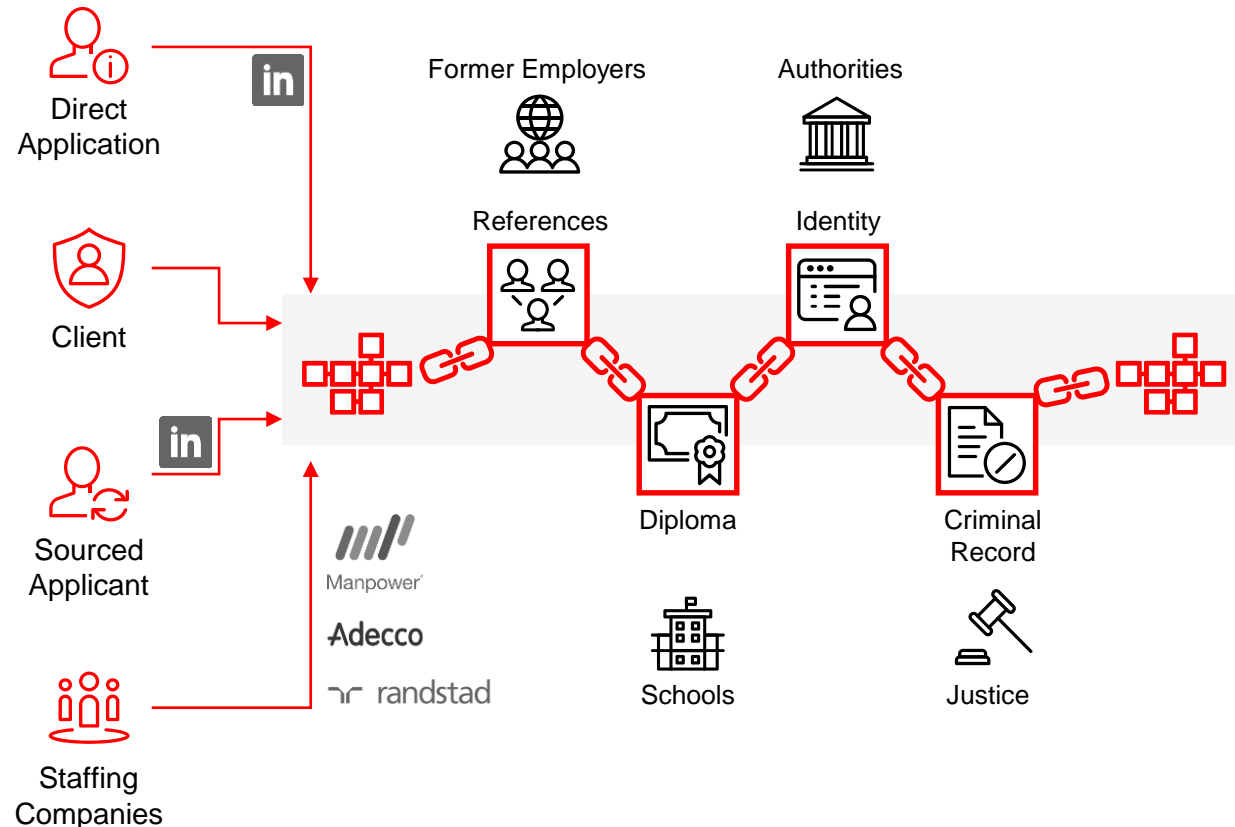 Direct
Application
in
Client
in
Sourced
Applicant
Staffing
Companies
Manpower
Adecco
randstad
Former Employers
References
Authorities
Identity
Diploma
Schools
Criminal
Record
Justice